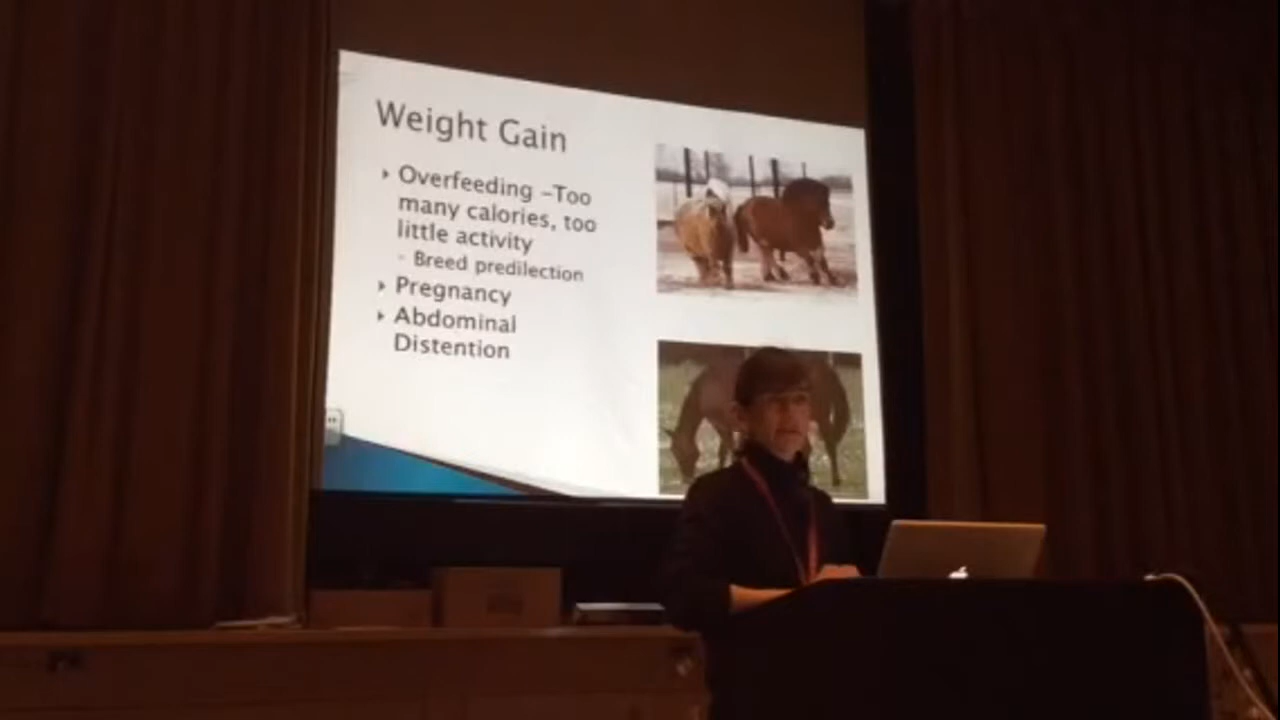 Weight Gain
Overfeeding –Too
many calories, too
little activity
Breed predilection
Pregnancy
Abdominal
Distention